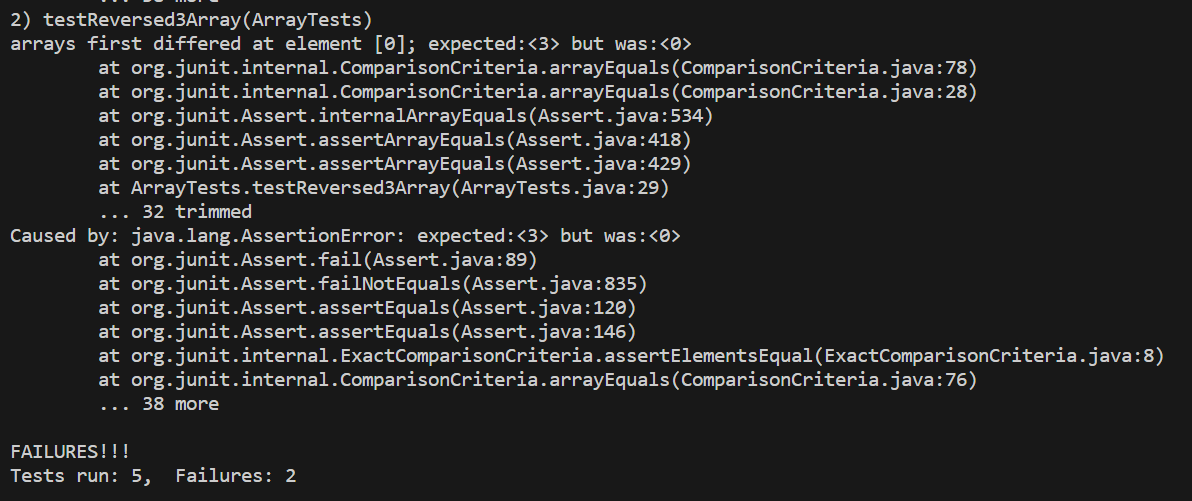 ... 38 more
2) testReversed3Array(ArrayTests)
arrays first differed at element [0]; expected:<3> but was:<0>
        at org.junit.internal.ComparisonCriteria.arrayEquals(ComparisonCriteria.java:78)
        at org.junit.internal.ComparisonCriteria.arrayEquals(ComparisonCriteria.java:28)
        at org.junit.Assert.internalArrayEquals(Assert.java:534)
        at org.junit.Assert.assertArrayEquals(Assert.java:418)
        at org.junit.Assert.assertArrayEquals(Assert.java:429)
        at ArrayTests.testReversed3Array(ArrayTests.java:29)
        ... 32 trimmed
Caused by: java.lang.AssertionError: expected:<3> but was:<0>
        at org.junit.Assert.fail(Assert.java:89)
        at org.junit.Assert.failNotEquals(Assert.java:835)
        at org.junit.Assert.assertEquals(Assert.java:120)
        at org.junit.Assert.assertEquals(Assert.java:146)
        at org.junit.internal.ExactComparisonCriteria.assertElementsEqual(ExactComparisonCriteria.java:8)
        at org.junit.internal.ComparisonCriteria.arrayEquals(ComparisonCriteria.java:76)
        ... 38 more

FAILURES!!!
Tests run: 5,  Failures: 2